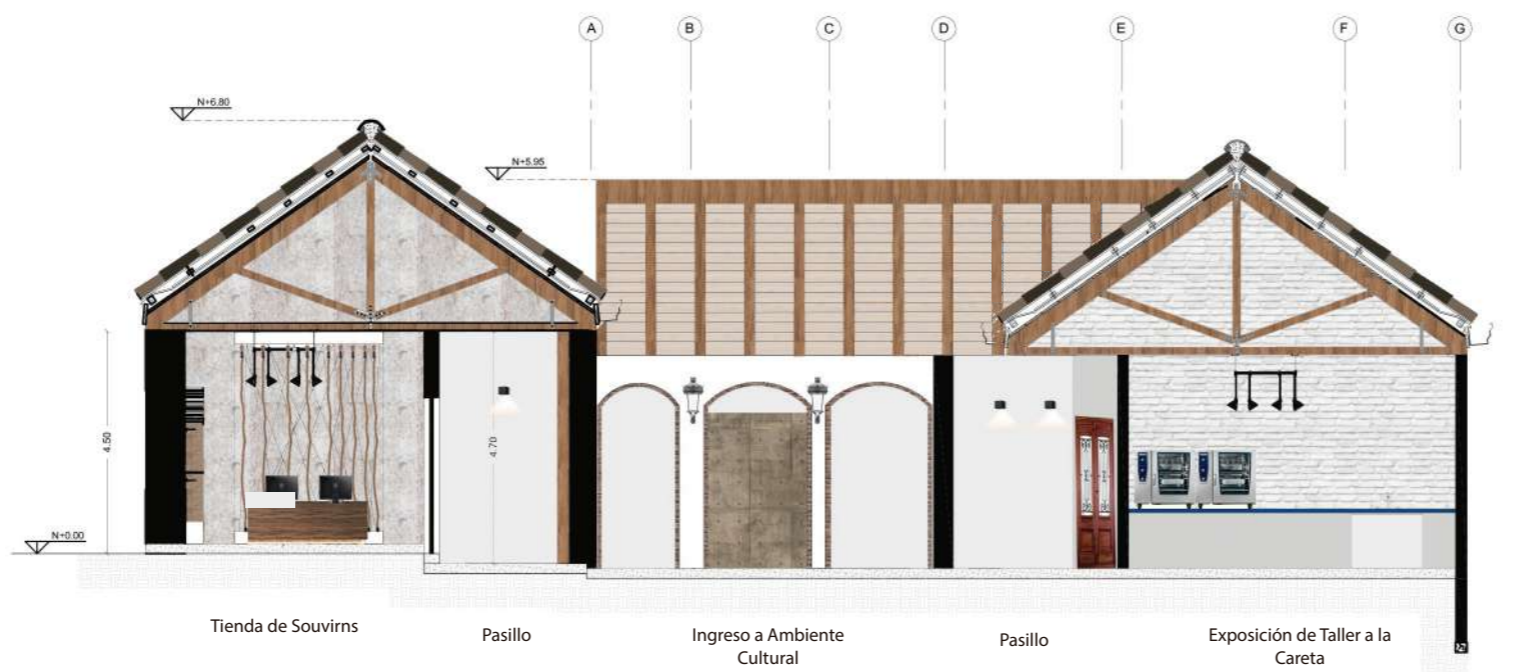 A B C D E F G
N+6.80
N+5.95
4.50
4.70
N+0.00
Tienda de Souvirns
Pasillo
Ingreso a Ambiente
Cultural
Pasillo
Exposición de Taller a la
Careta